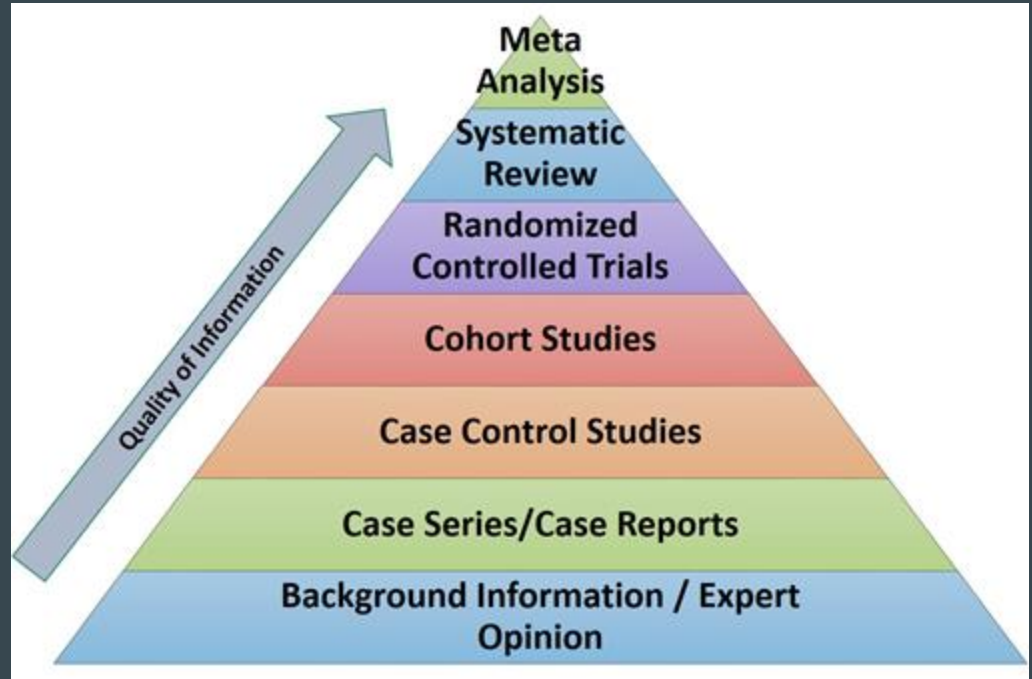 Meta
Analysis
Systematic
Review
Randomized
Controlled Trials
Cohort Studies
Case Control Studies
Case Series/Case Reports
Background Information / Expert
Opinion
Quality of Information